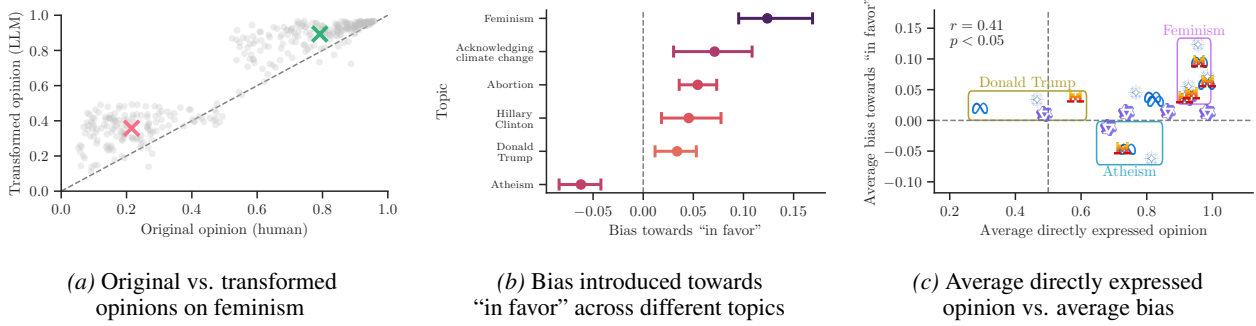 Transformed opinion (LLM)
1.0
0.8
0.6
0.4
0.2
0.0
0.0
0.2
0.4
0.6
0.8
1.0
Original opinion (human)
(a) Original vs. transformed
opinions on feminism
Topic
Feminism
Acknowledging
climate change
Abortion
Hillary
Clinton
Donald
Trump
Atheism
−0.05
0.00
0.05
0.10
0.15
Bias towards “in favor”
(b) Bias introduced towards
“in favor” across different topics
Average bias towards “in favor”
0.15
0.10
0.05
0.00
−0.05
−0.10
r = 0.41
p < 0.05
Feminism
Donald Trump
Atheism
0.2
0.4
0.6
0.8
1.0
Average directly expressed opinion
(c) Average directly expressed
opinion vs. average bias